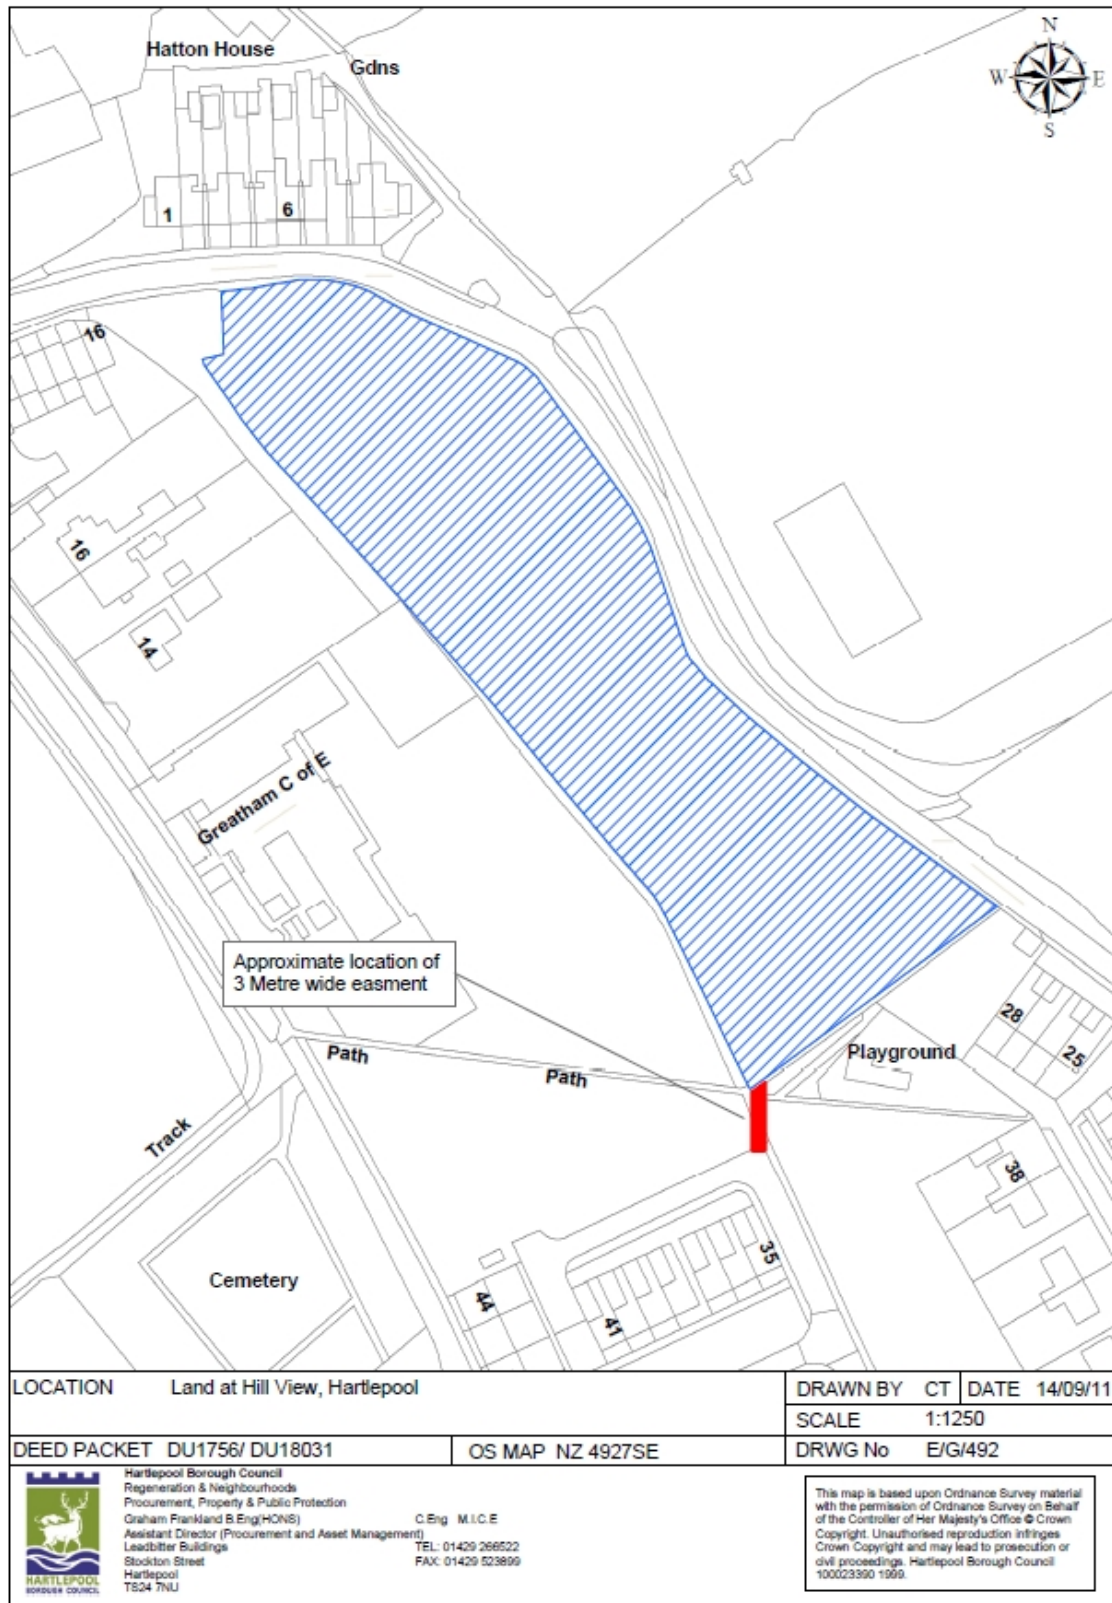 N
W E
S
Hatton House
Gdns
1
6
16
16
14
Greatham C of E
Approximate location of
3 Metre wide easment
Path
Path
Playground
28
25
Track
38
Cemetery
35
44
41
LOCATION Land at Hill View, Hartlepool
DRAWN BY CT DATE 14/09/11
SCALE 1:1250
DEED PACKET DU1756/ DU18031 OS MAP NZ 4927SE DRWG No E/G/492
Hartlepool Borough Council
Regeneration & Neighbourhoods
Procurement, Property & Public Protection
Graham Frankland B.Eng(HONS) C.Eng M.I.C.E
Assistant Director (Procurement and Asset Management)
Leadbitter Buildings TEL: 01429 266522
Stockton Street FAX: 01429 523899
Hartlepool
TS24 7NU
HARTLEPOOL
BOROUGH COUNCIL
This map is based upon Ordnance Survey material
with the permission of Ordnance Survey on Behalf
of the Controller of Her Majesty's Office © Crown
Copyright. Unauthorised reproduction infringes
Crown Copyright and may lead to prosecution or
civil proceedings. Hartlepool Borough Council
100023390 1999.